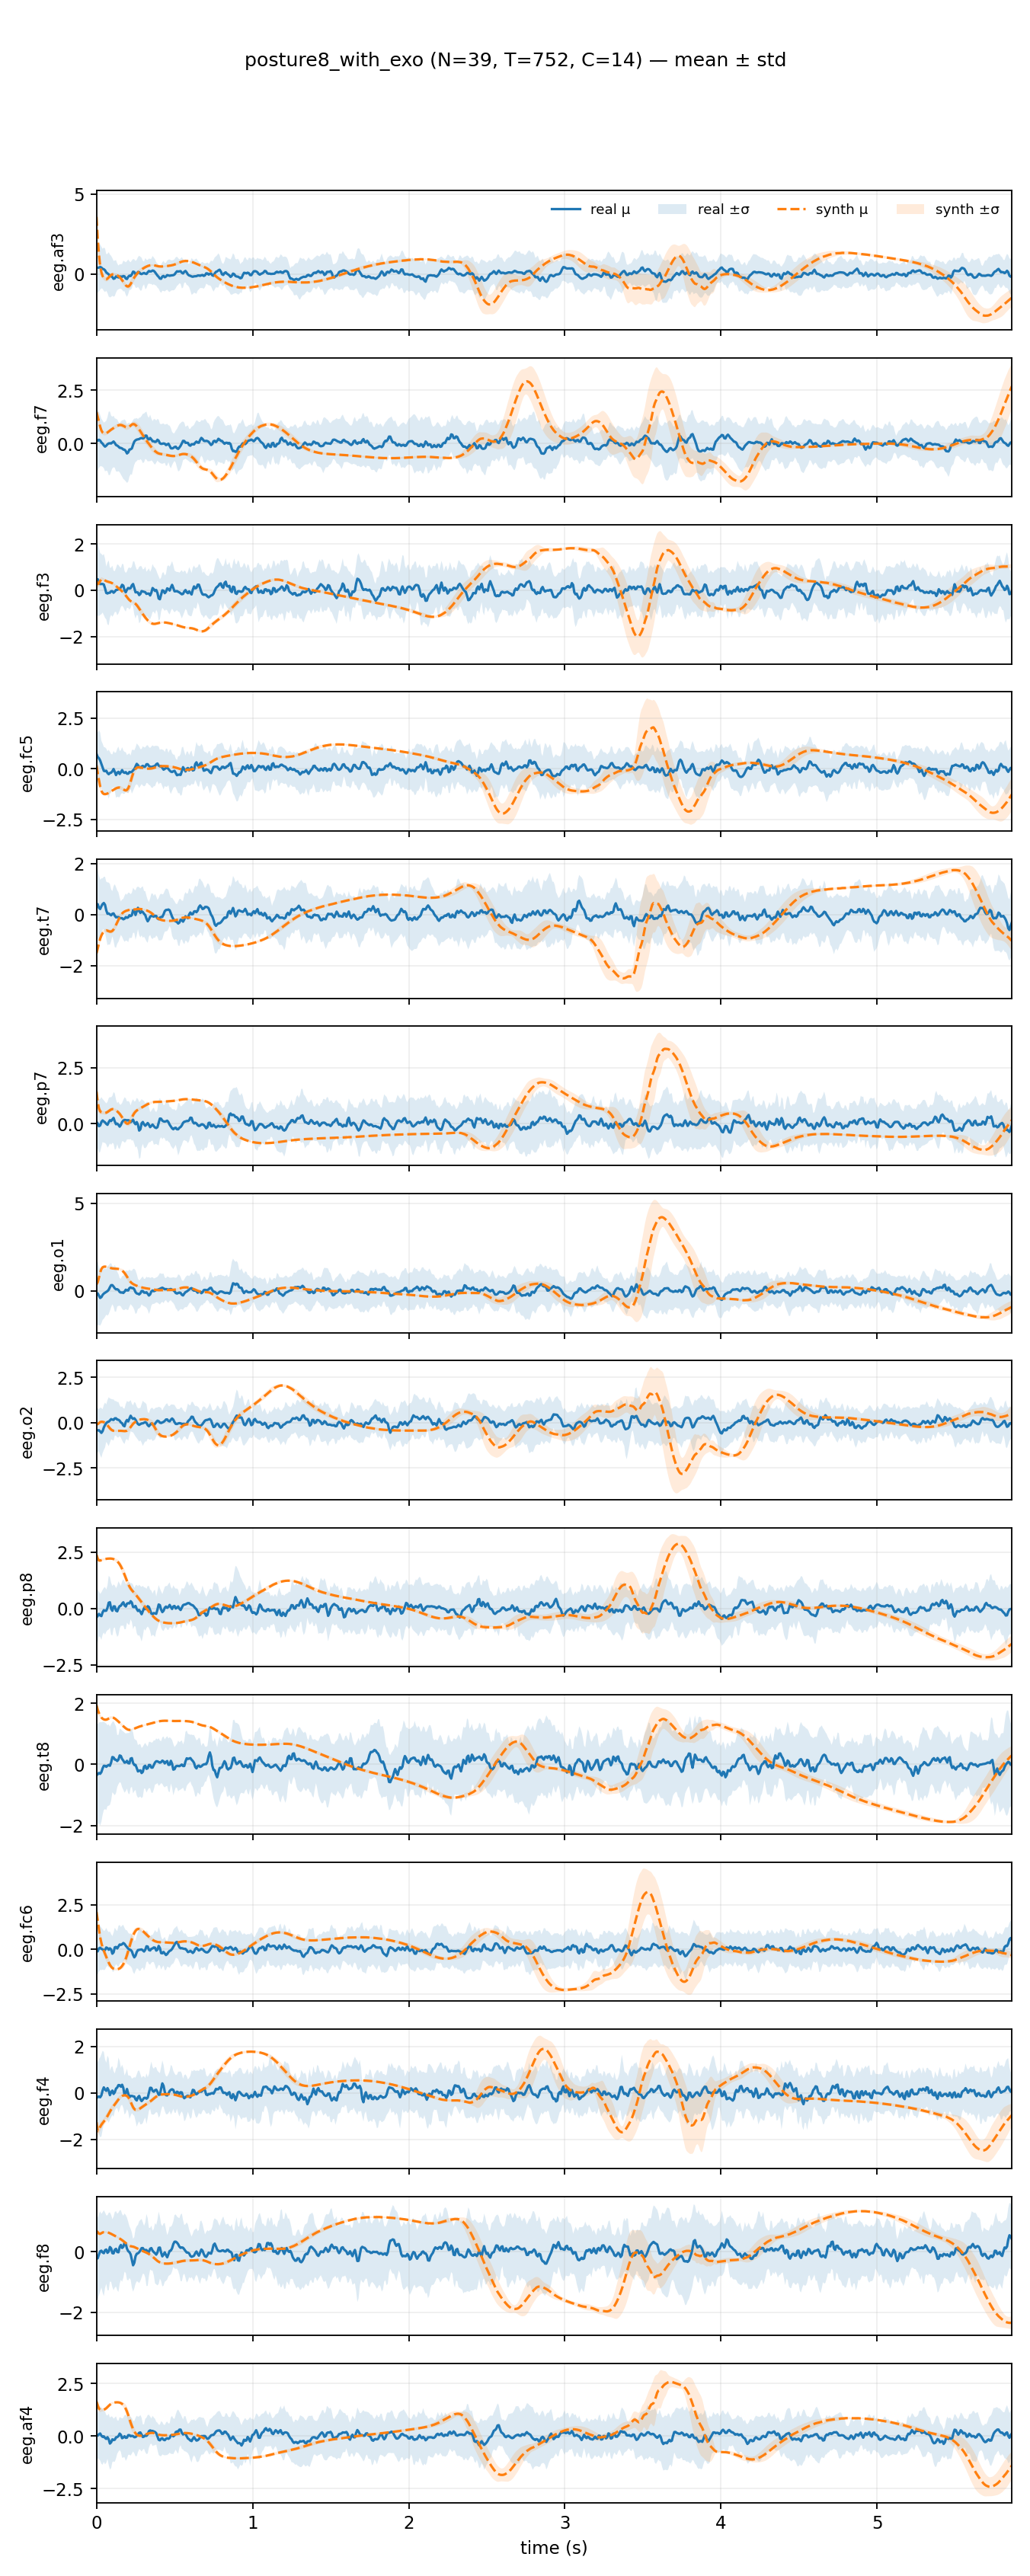 posture8_with_exo (N=39, T=752, C=14) — mean ± std
5
0
eeg.af3
real μ
real ±σ
synth μ
synth ±σ
2.5
0.0
eeg.f7
2
0
−2
eeg.f3
2.5
0.0
−2.5
eeg.fc5
2
0
−2
eeg.t7
2.5
0.0
eeg.p7
5
0
eeg.o1
2.5
0.0
−2.5
eeg.o2
2.5
0.0
−2.5
eeg.p8
2
0
−2
eeg.t8
2.5
0.0
−2.5
eeg.fc6
2
0
−2
eeg.f4
0
−2
eeg.f8
2.5
0.0
−2.5
eeg.af4
0 1 2 3 4 5
time (s)